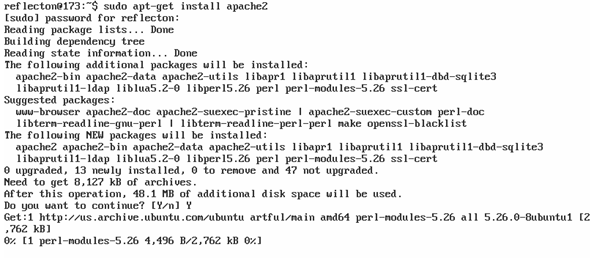 reflecton@173:~$ sudo apt-get install apache2
[sudo] password for reflecton:
Reading package lists... Done
Building dependency tree
Reading state information... Done
The following additional packages will be installed:
  apache2-bin apache2-data apache2-utils libapr1 libaprutil1 libaprutil1-dbd-sqlite3
  libaprutil1-ldap liblua5.2-0 libperl5.26 perl perl-modules-5.26 ssl-cert
Suggested packages:
  www-browser apache2-doc apache2-suexec-pristine | apache2-suexec-custom perl-doc
  libterm-readline-gnu-perl | libterm-readline-perl-perl make openssl-blacklist
The following NEW packages will be installed:
  apache2 apache2-bin apache2-data apache2-utils libapr1 libaprutil1 libaprutil1-dbd-sqlite3
  libaprutil1-ldap liblua5.2-0 libperl5.26 perl perl-modules-5.26 ssl-cert
0 upgraded, 13 newly installed, 0 to remove and 47 not upgraded.
Need to get 8,127 kB of archives.
After this operation, 48.1 MB of additional disk space will be used.
Do you want to continue? [Y/n] Y
Get:1 http://us.archive.ubuntu.com/ubuntu artful/main amd64 perl-modules-5.26 all 5.26.0-8ubuntu1 [2
,762 kB]
0% [1 perl-modules-5.26 4,496 B/2,762 kB 0%]